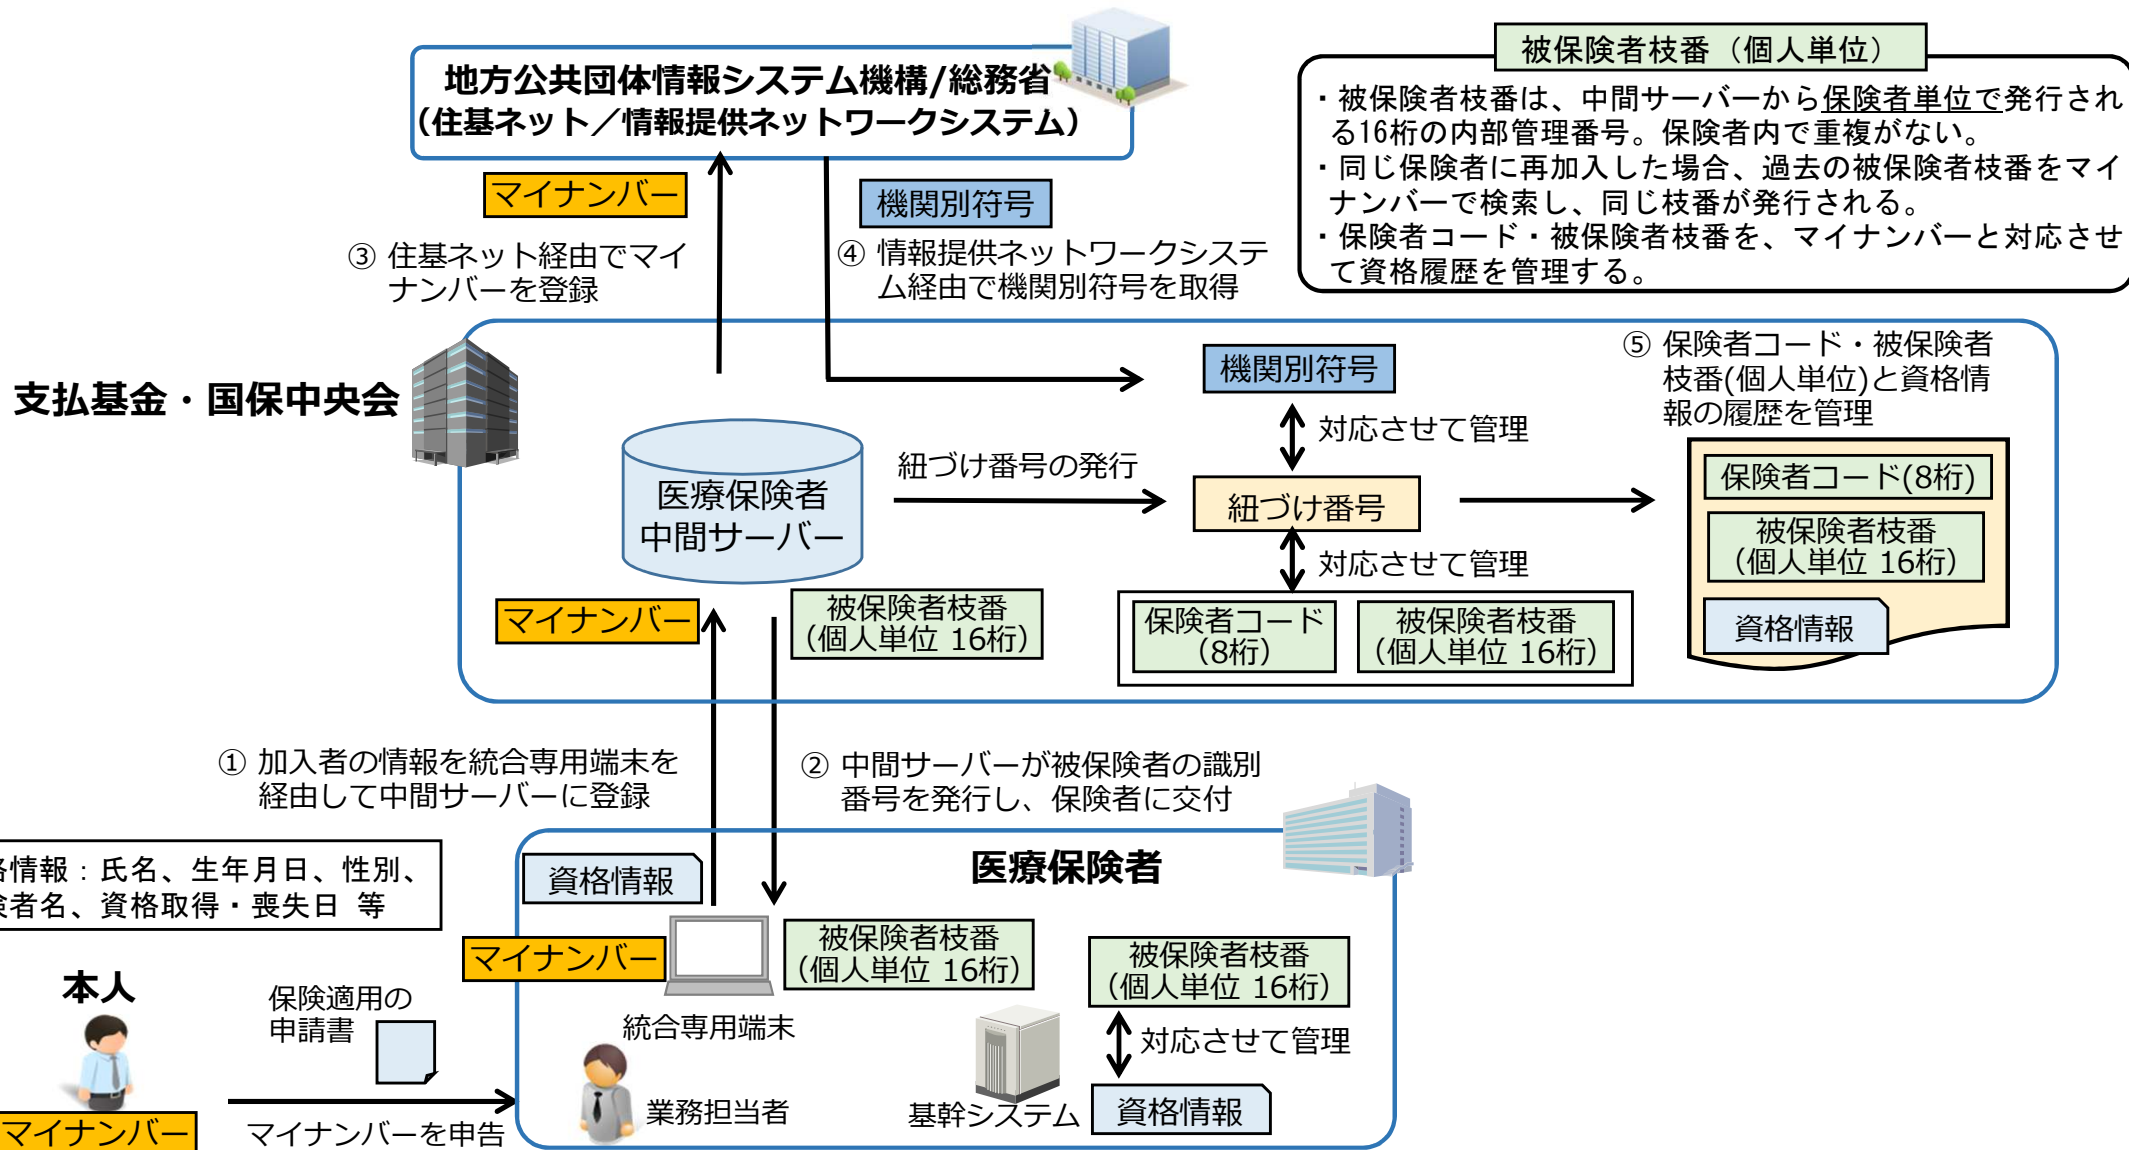 地方公共団体情報システム機構/総務省
（住基ネット／情報提供ネットワークシステム）
被保険者枝番（個人単位）
・被保険者枝番は、中間サーバーから保険者単位で発行され
る16桁の内部管理番号。保険者内で重複がない。
・同じ保険者に再加入した場合、過去の被保険者枝番をマイ
ナンバーで検索し、同じ枝番が発行される。
・保険者コード・被保険者枝番を、マイナンバーと対応させ
て資格履歴を管理する。
マイナンバー
機関別符号
③ 住基ネット経由でマイ
ナンバーを登録
④ 情報提供ネットワークシステ
ム経由で機関別符号を取得
支払基金・国保中央会
機関別符号
⑤ 保険者コード・被保険者
枝番(個人単位)と資格情
報の履歴を管理
対応させて管理
医療保険者
中間サーバー
紐づけ番号の発行
紐づけ番号
保険者コード(8桁)
被保険者枝番
（個人単位 16桁）
資格情報
対応させて管理
マイナンバー
被保険者枝番
（個人単位 16桁）
保険者コード
（8桁）
被保険者枝番
（個人単位 16桁）
① 加入者の情報を統合専用端末を
経由して中間サーバーに登録
② 中間サーバーが被保険者の識別
番号を発行し、保険者に交付
格情報：氏名、生年月日、性別、
険者名、資格取得・喪失日 等
医療保険者
資格情報
マイナンバー
被保険者枝番
（個人単位 16桁）
被保険者枝番
（個人単位 16桁）
統合専用端末
対応させて管理
業務担当者
基幹システム
資格情報
本人
保険適用の
申請書
マイナンバー
マイナンバーを申告